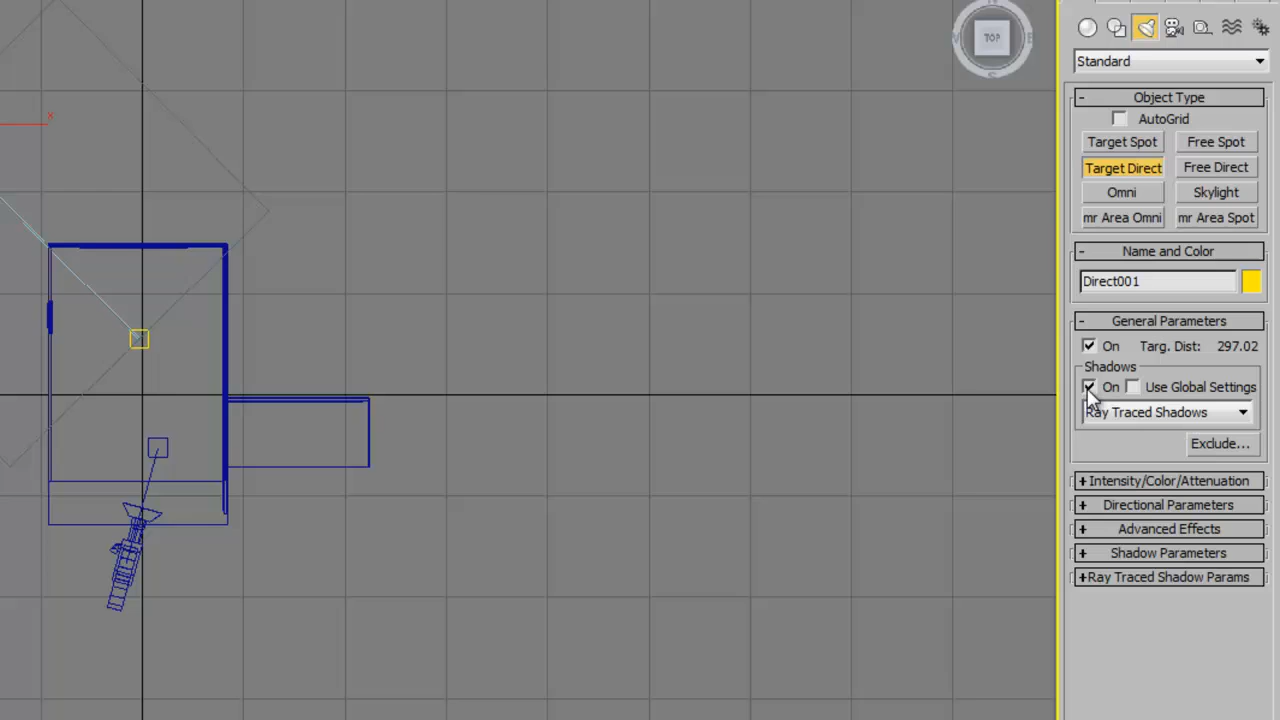 TOP
x
Standard
- Object Type
AutoGrid
Target Spot Free Spot
Target Direct Free Direct
Omni Skylight
mr Area Omni mr Area Spot
- Name and Color
Direct001
- General Parameters
On Targ. Dist: 297.02
Shadows
On Use Global Settings
Ray Traced Shadows
Exclude...
+ Intensity/Color/Attenuation
+ Directional Parameters
+ Advanced Effects
+ Shadow Parameters
+ Ray Traced Shadow Params